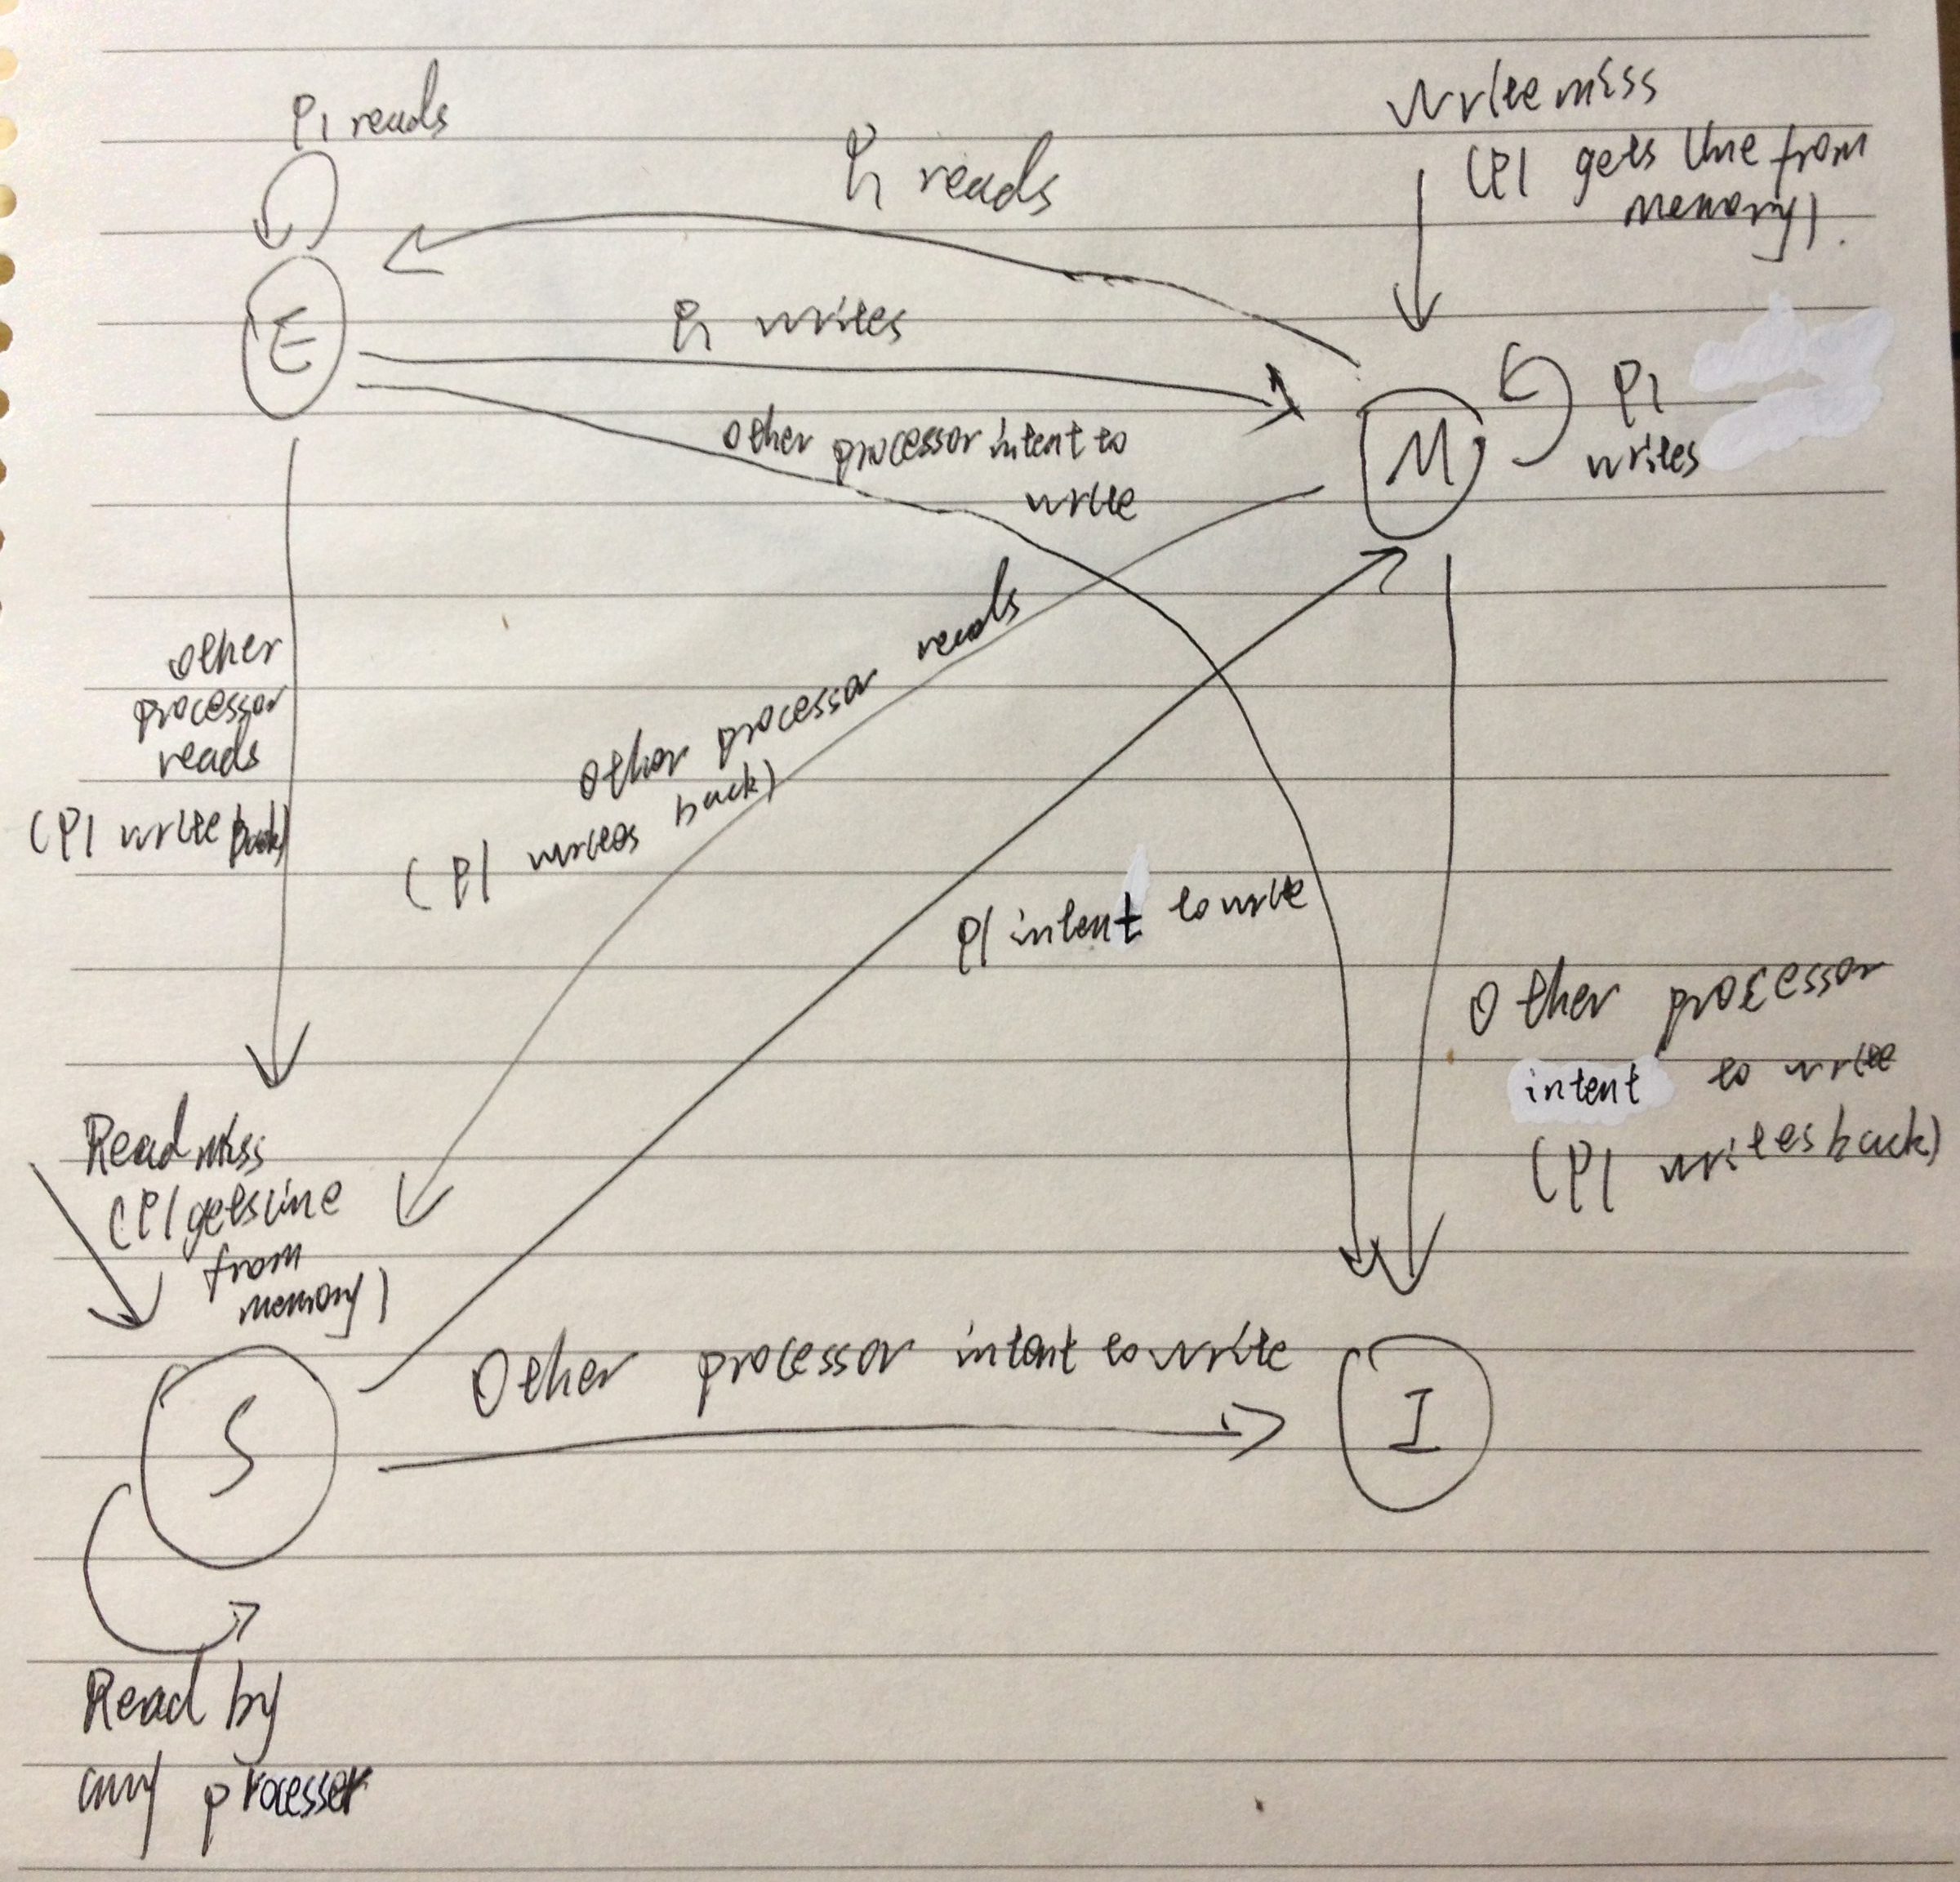 P1 reads
Write miss
(P1 gets line from
memory)
P1 reads
E
P1 writes
M
P1
writes
other processor intent to
write
other
processor
reads
(P1 write back)
other processor reads
(P1 writes back)
P1 intent to write
Other processor
intent to write
(P1 writes back)
Read miss
(P1 gets line
from
memory)
Other processor intent to write
S
I
Read by
any processer